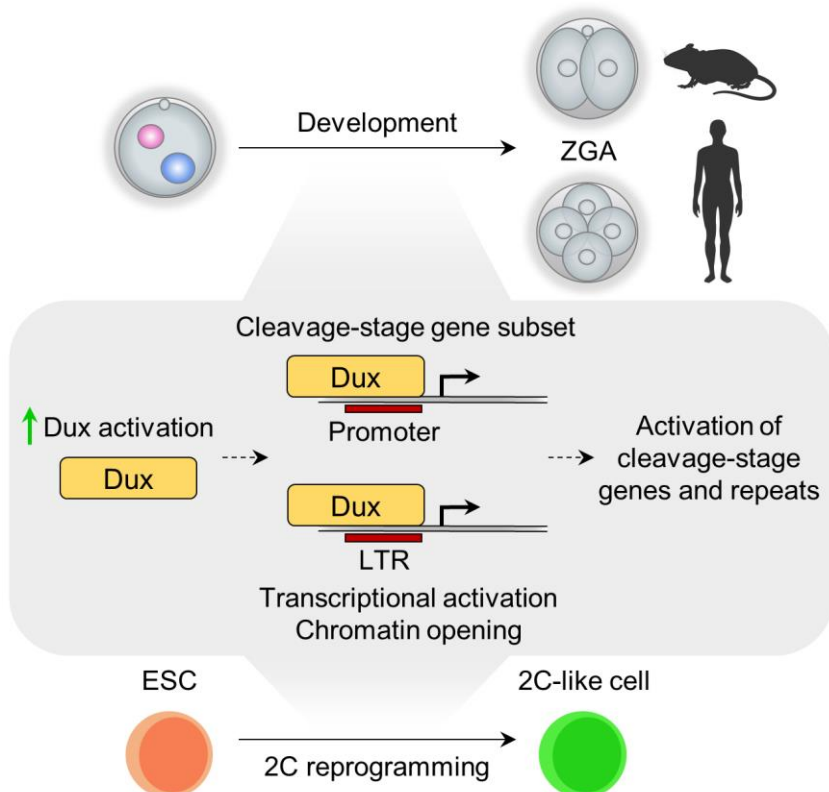 Development
ZGA
Cleavage-stage gene subset
Dux
Promoter
Dux activation
Dux
Dux
LTR
Transcriptional activation
Chromatin opening
Activation of
cleavage-stage
genes and repeats
ESC
2C-like cell
2C reprogramming